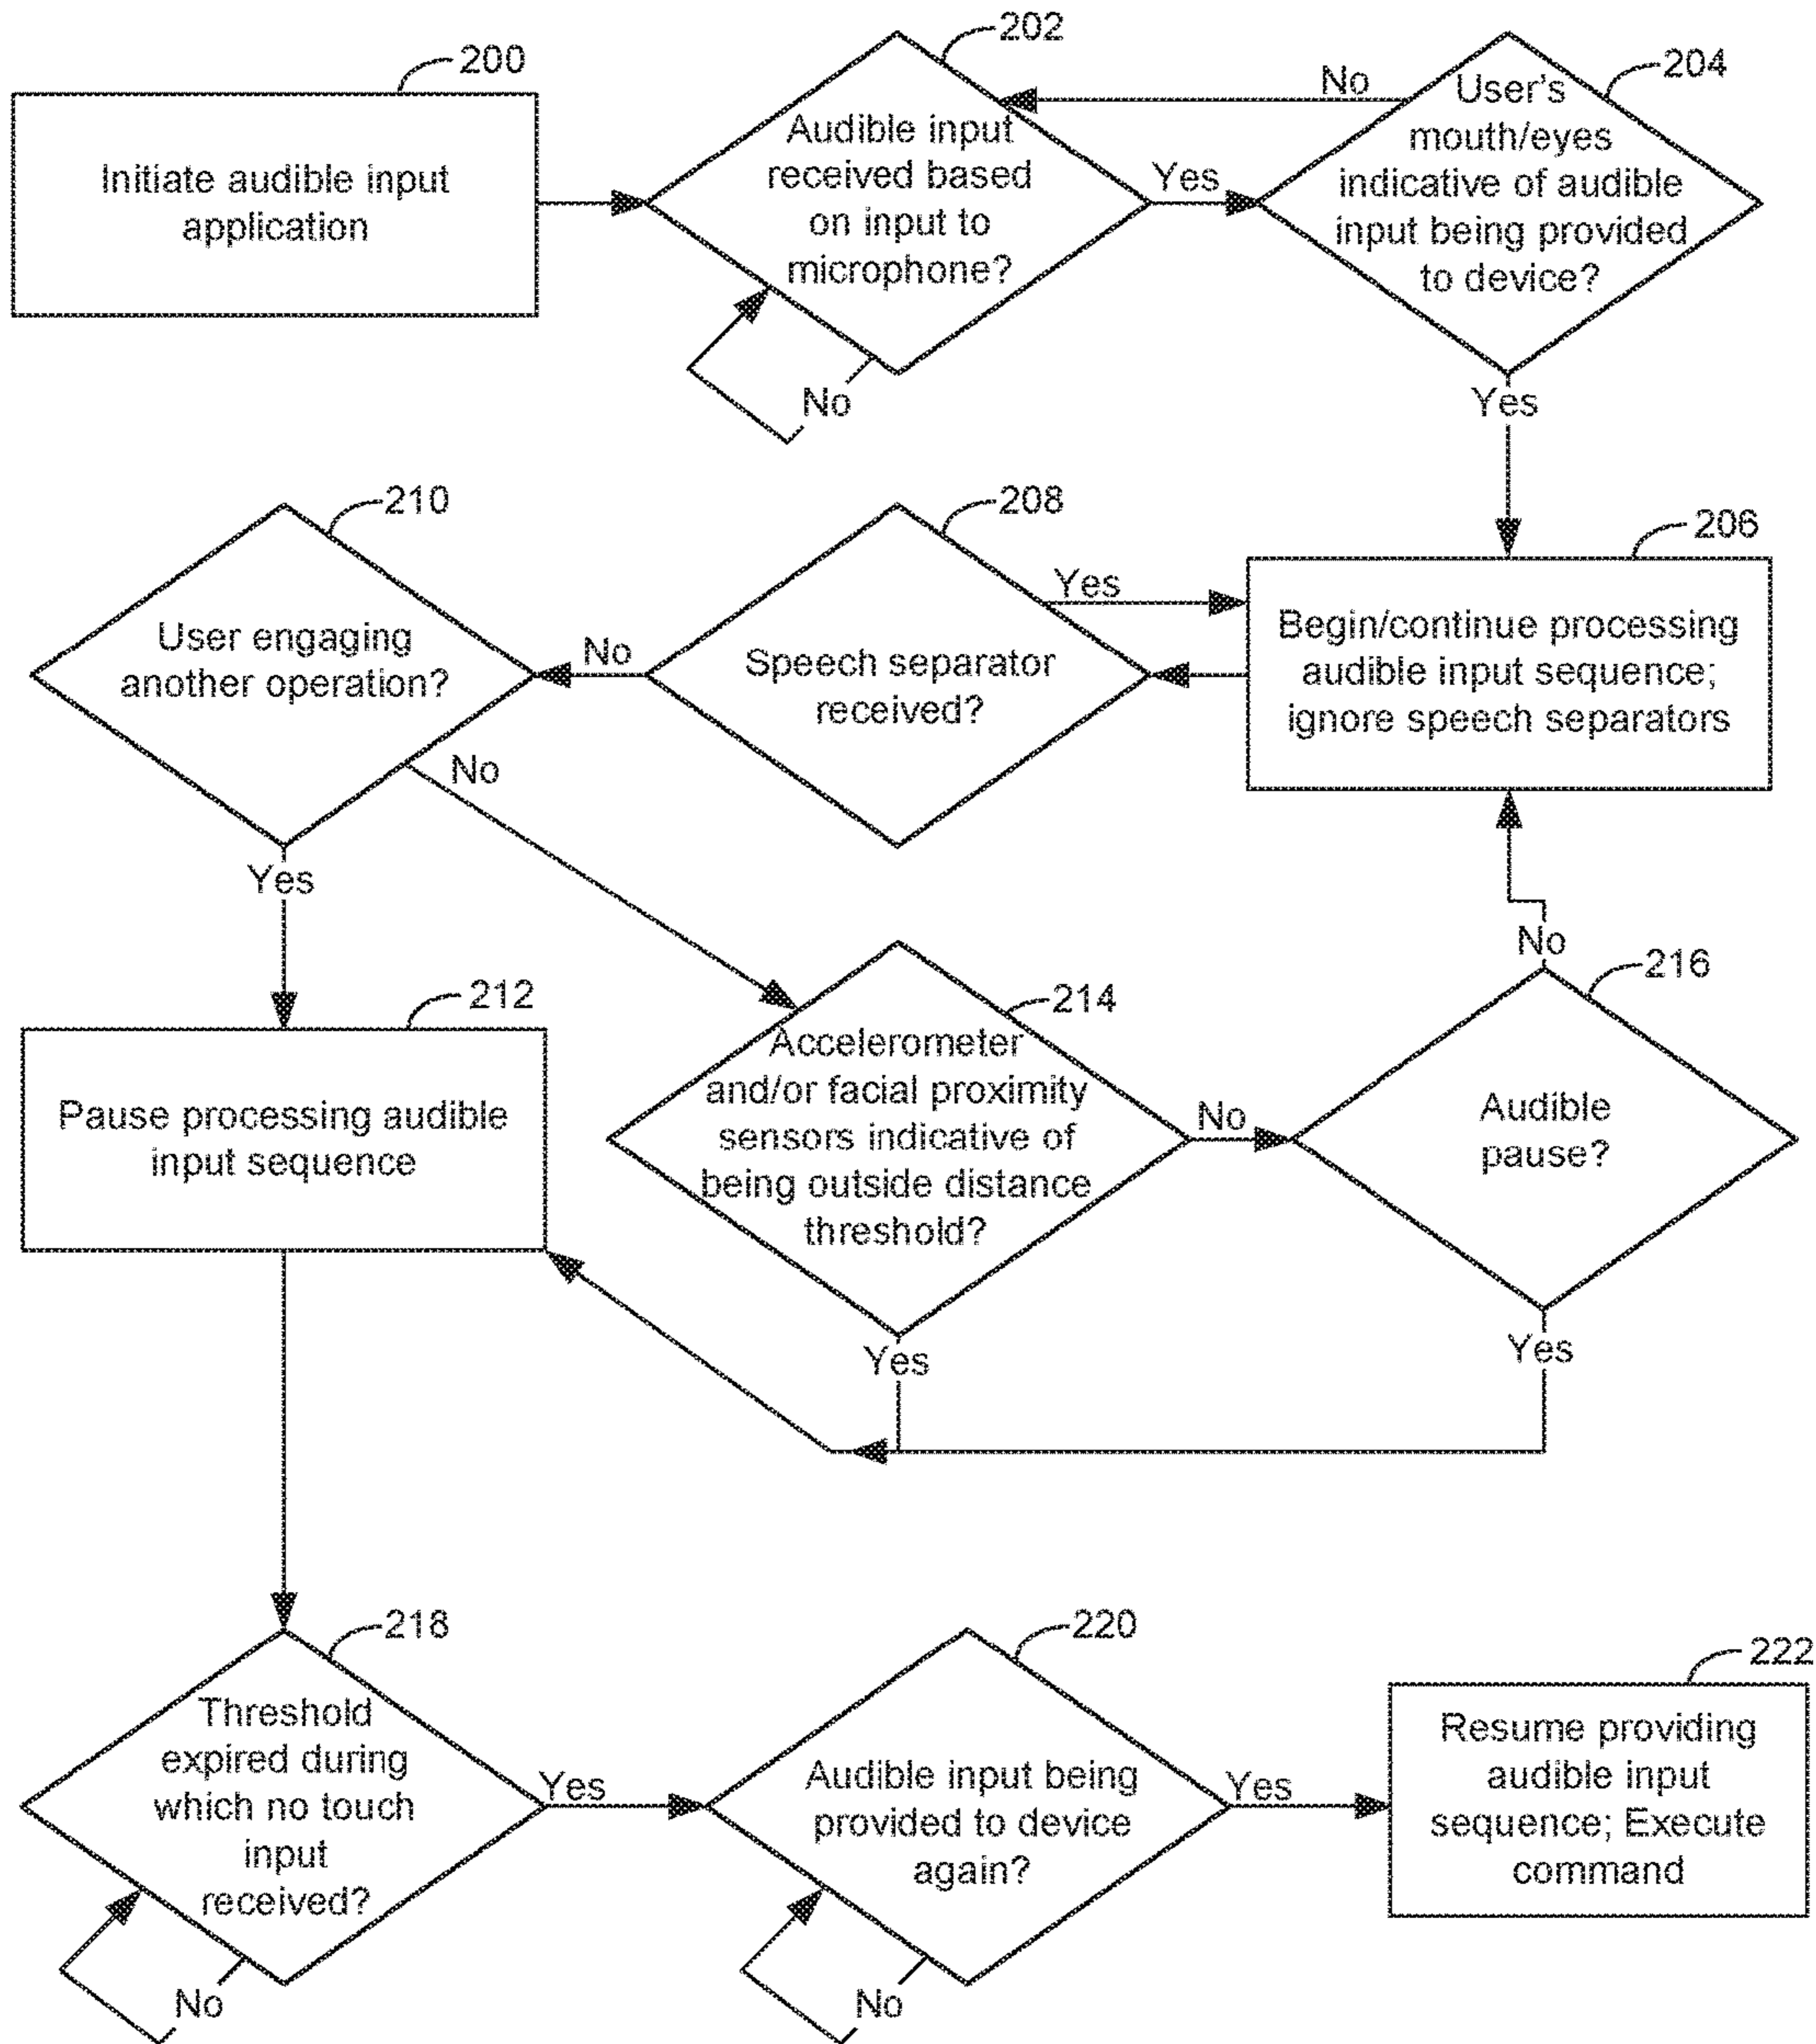 200
Initiate audible input
application
202
Audible input
received based
on input to
microphone?
No
Yes
No
204
User's
mouth/eyes
indicative of audible
input being provided
to device?
Yes
206
Begin/continue processing
audible input sequence;
ignore speech separators
208
Speech separator
received?
Yes
No
210
User engaging
another operation?
No
Yes
212
Pause processing audible
input sequence
214
Accelerometer
and/or facial proximity
sensors indicative of
being outside distance
threshold?
No
Yes
216
Audible
pause?
No
Yes
218
Threshold
expired during
which no touch
input
received?
No
Yes
220
Audible input being
provided to device
again?
No
Yes
222
Resume providing
audible input
sequence; Execute
command